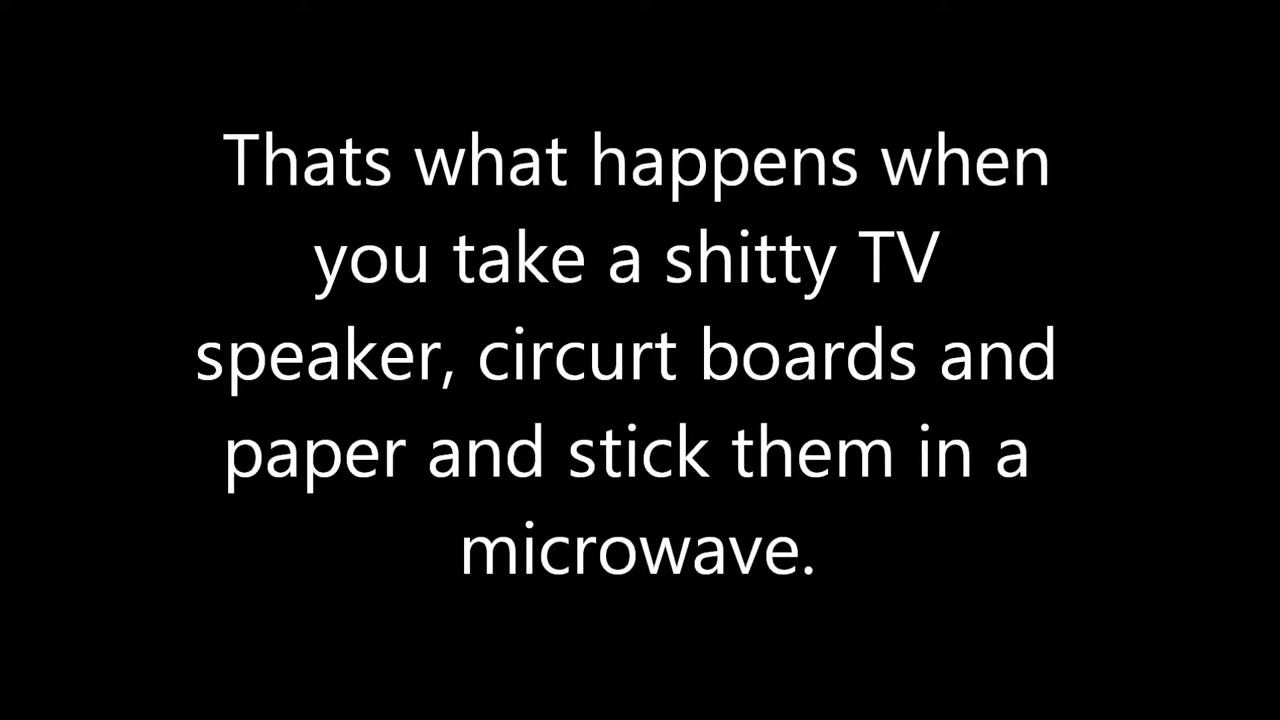 Thats what happens when
you take a shitty TV
speaker, circurt boards and
paper and stick them in a
microwave.